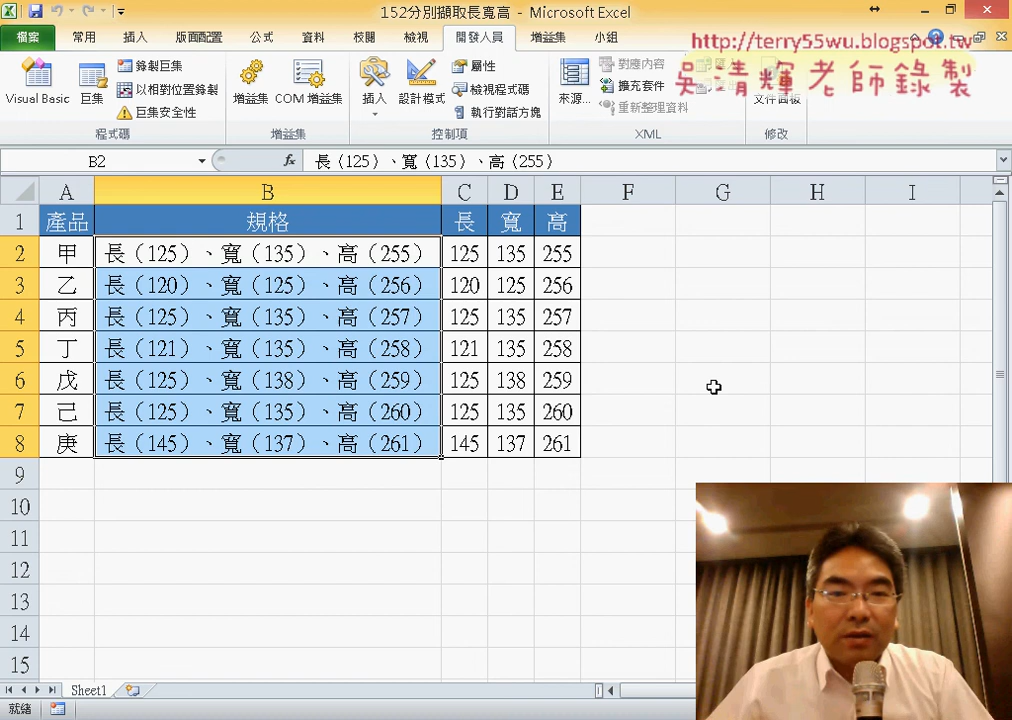 152分別擷取長寬高 - Microsoft Excel
檔案 常用 插入 版面配置 公式 資料 校閱 檢視 開發人員 增益集 小組
http://terry55wu.blogspot.tw
吳清輝老師錄製
Visual Basic 巨集 錄製巨集 以相對位置錄製 巨集安全性 程式碼
增益集 COM 增益集 增益集
插入 設計模式 屬性 檢視程式碼 執行對話方塊 控制項
來源... 對應內容 擴充套件 重新整理資料 XML
文件面板 修改
B2 fx 長（125）、寬（135）、高（255）
A B C D E F G H I
1 產品 規格 長 寬 高
2 甲 長（125）、寬（135）、高（255） 125 135 255
3 乙 長（120）、寬（125）、高（256） 120 125 256
4 丙 長（125）、寬（135）、高（257） 125 135 257
5 丁 長（121）、寬（135）、高（258） 121 135 258
6 戊 長（125）、寬（138）、高（259） 125 138 259
7 己 長（125）、寬（135）、高（260） 125 135 260
8 庚 長（145）、寬（137）、高（261） 145 137 261
9
10
11
12
13
14
15
Sheet1
就緒